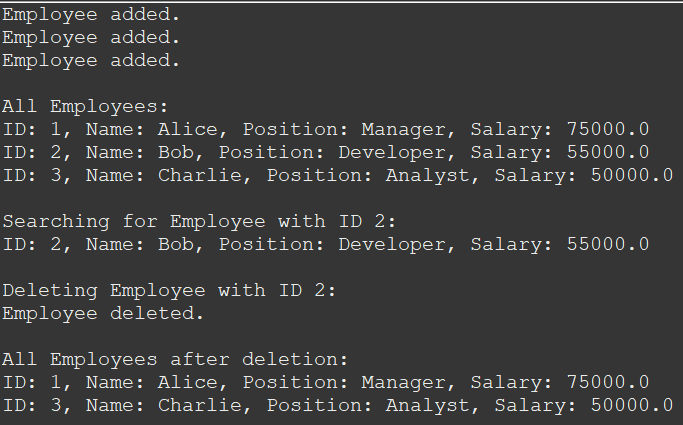 Employee added.
Employee added.
Employee added.
All Employees:
ID: 1, Name: Alice, Position: Manager, Salary: 75000.0
ID: 2, Name: Bob, Position: Developer, Salary: 55000.0
ID: 3, Name: Charlie, Position: Analyst, Salary: 50000.0
Searching for Employee with ID 2:
ID: 2, Name: Bob, Position: Developer, Salary: 55000.0
Deleting Employee with ID 2:
Employee deleted.
All Employees after deletion:
ID: 1, Name: Alice, Position: Manager, Salary: 75000.0
ID: 3, Name: Charlie, Position: Analyst, Salary: 50000.0